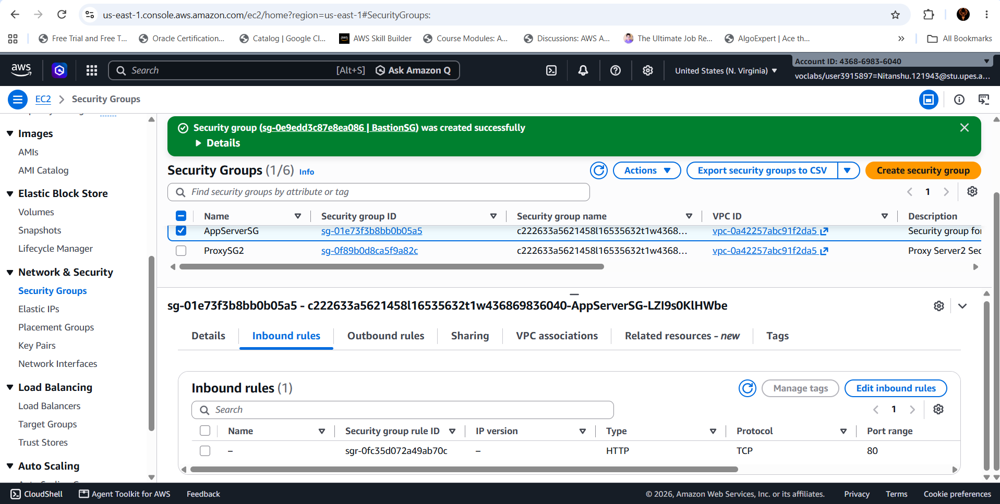 us-east-1.console.aws.amazon.com/ec2/home?region=us-east-1#SecurityGroups:
Free Trial and Free T...
Oracle Certification...
Catalog | Google Cl...
aws
AWS Skill Builder
Course Modules: A...
Discussions: AWS A...
The Ultimate Job Re...
AlgoExpert | Ace th...
»
All Bookmarks
aws
Search
[Alt+S]
Ask Amazon Q
United States (N. Virginia)
Account ID: 4368-6983-6040
voclabs/user3915897=Nitanshu.121943@stu.upes.a...
EC2
Security Groups
Images
AMIs
AMI Catalog
Elastic Block Store
Volumes
Snapshots
Lifecycle Manager
Network & Security
Security Groups
Elastic IPs
Placement Groups
Key Pairs
Network Interfaces
Load Balancing
Load Balancers
Target Groups
Trust Stores
Auto Scaling
Security group (sg-0e9edd3c87e8ea086 | BastionSG) was created successfully
Details
Security Groups (1/6) Info
Actions
Export security groups to CSV
Create security group
Find security groups by attribute or tag
1
Name Security group ID Security group name VPC ID Description
AppServerSG sg-01e73f3b8bb0b05a5 c222633a5621458l16535632t1w4368... vpc-0a42257abc91f2da5 Security group for
ProxySG2 sg-0f89b0d8ca5f9a82c c222633a5621458l16535632t1w4368... vpc-0a42257abc91f2da5 Proxy Server2 Sec
sg-01e73f3b8bb0b05a5 - c222633a5621458l16535632t1w436869836040-AppServerSG-LZI9s0KlHWbe
Details
Inbound rules
Outbound rules
Sharing
VPC associations
Related resources - new
Tags
Inbound rules (1)
Manage tags
Edit inbound rules
Search
1
Name Security group rule ID IP version Type Protocol Port range
– sgr-0fc35d072a49ab70c – HTTP TCP 80
CloudShell
Agent Toolkit for AWS
Feedback
© 2026, Amazon Web Services, Inc. or its affiliates.
Privacy
Terms
Cookie preferences